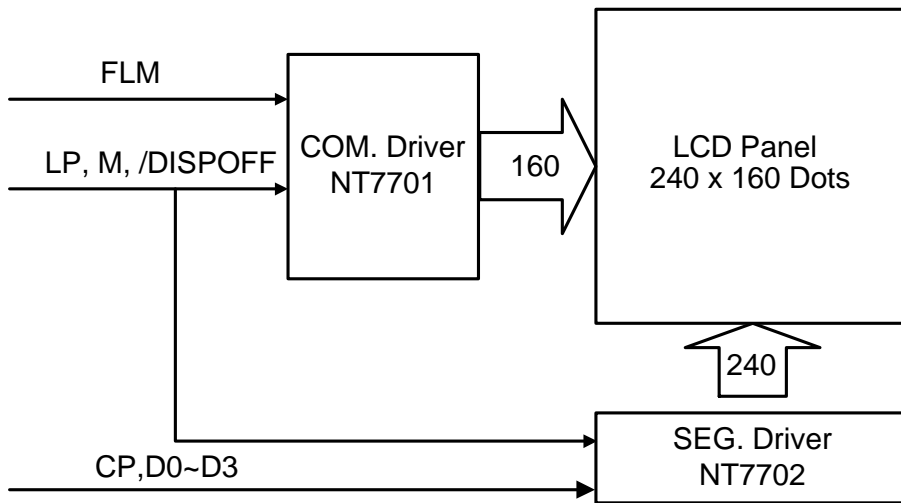 FLM
LP, M, /DISPOFF
COM. Driver
NT7701
160
LCD Panel
240 x 160 Dots
240
SEG. Driver
NT7702
CP,D0~D3